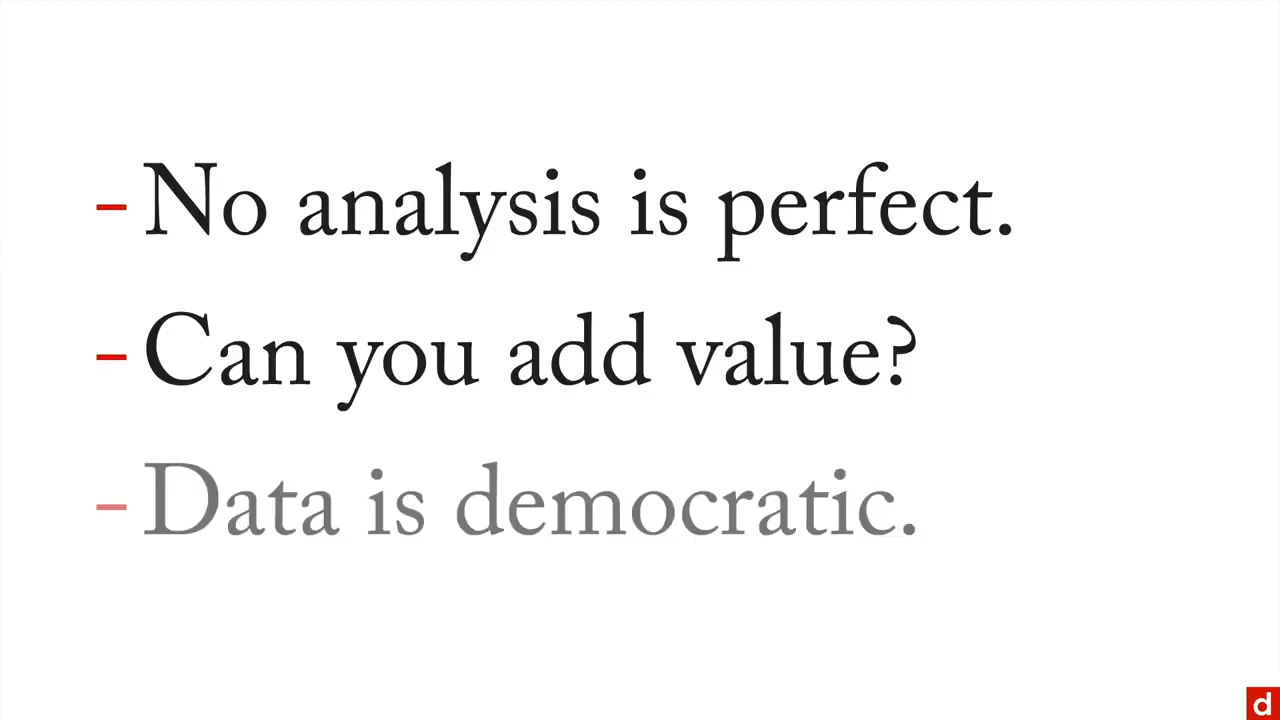 - No analysis is perfect.
- Can you add value?
- Data is democratic.
d